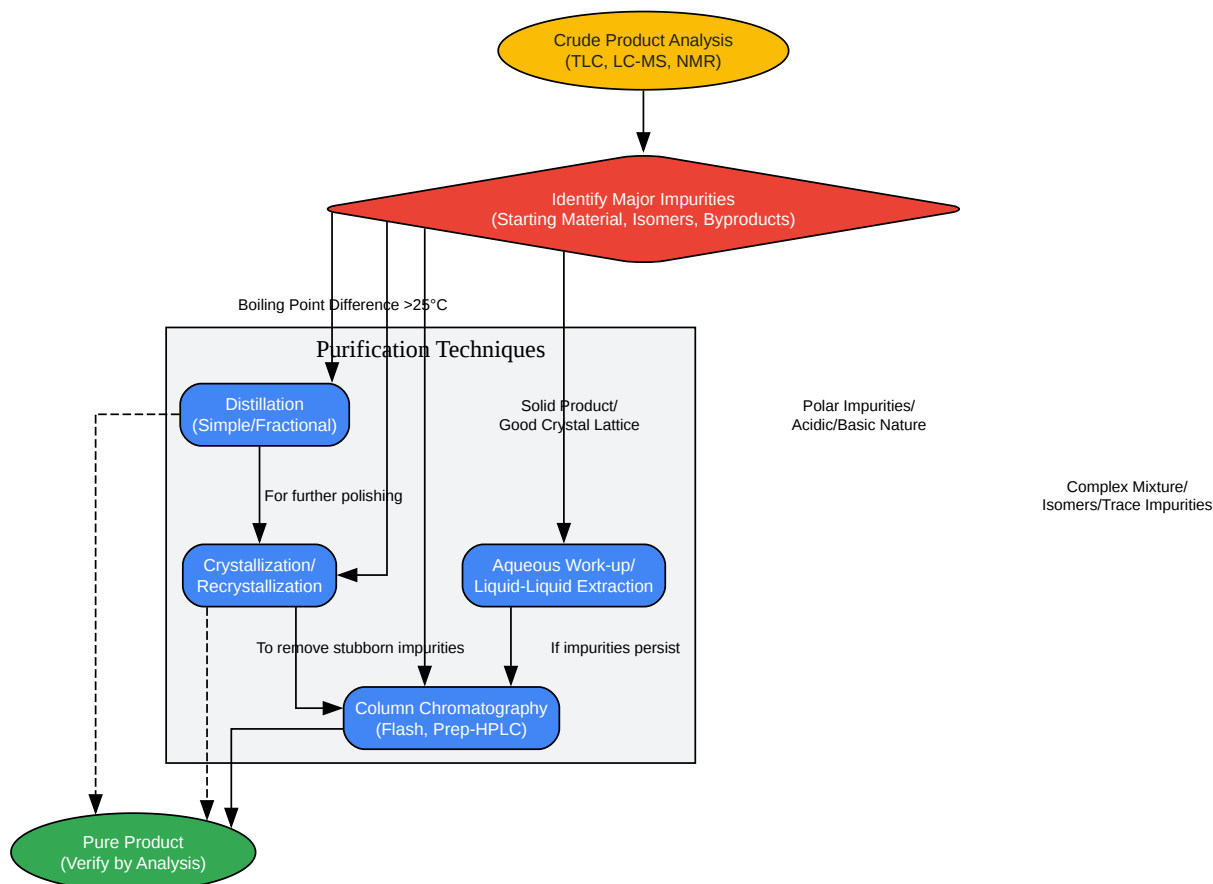 Crude Product Analysis
(TLC, LC-MS, NMR)
Identify Major Impurities
(Starting Material, Isomers, Byproducts)
Boiling Point Difference >25°C
Purification Techniques
Distillation
(Simple/Fractional)
Solid Product/
Good Crystal Lattice
Polar Impurities/
Acidic/Basic Nature
For further polishing
Complex Mixture/
Isomers/Trace Impurities
Crystallization/
Recrystallization
Aqueous Work-up/
Liquid-Liquid Extraction
To remove stubborn impurities
If impurities persist
Column Chromatography
(Flash, Prep-HPLC)
Pure Product
(Verify by Analysis)